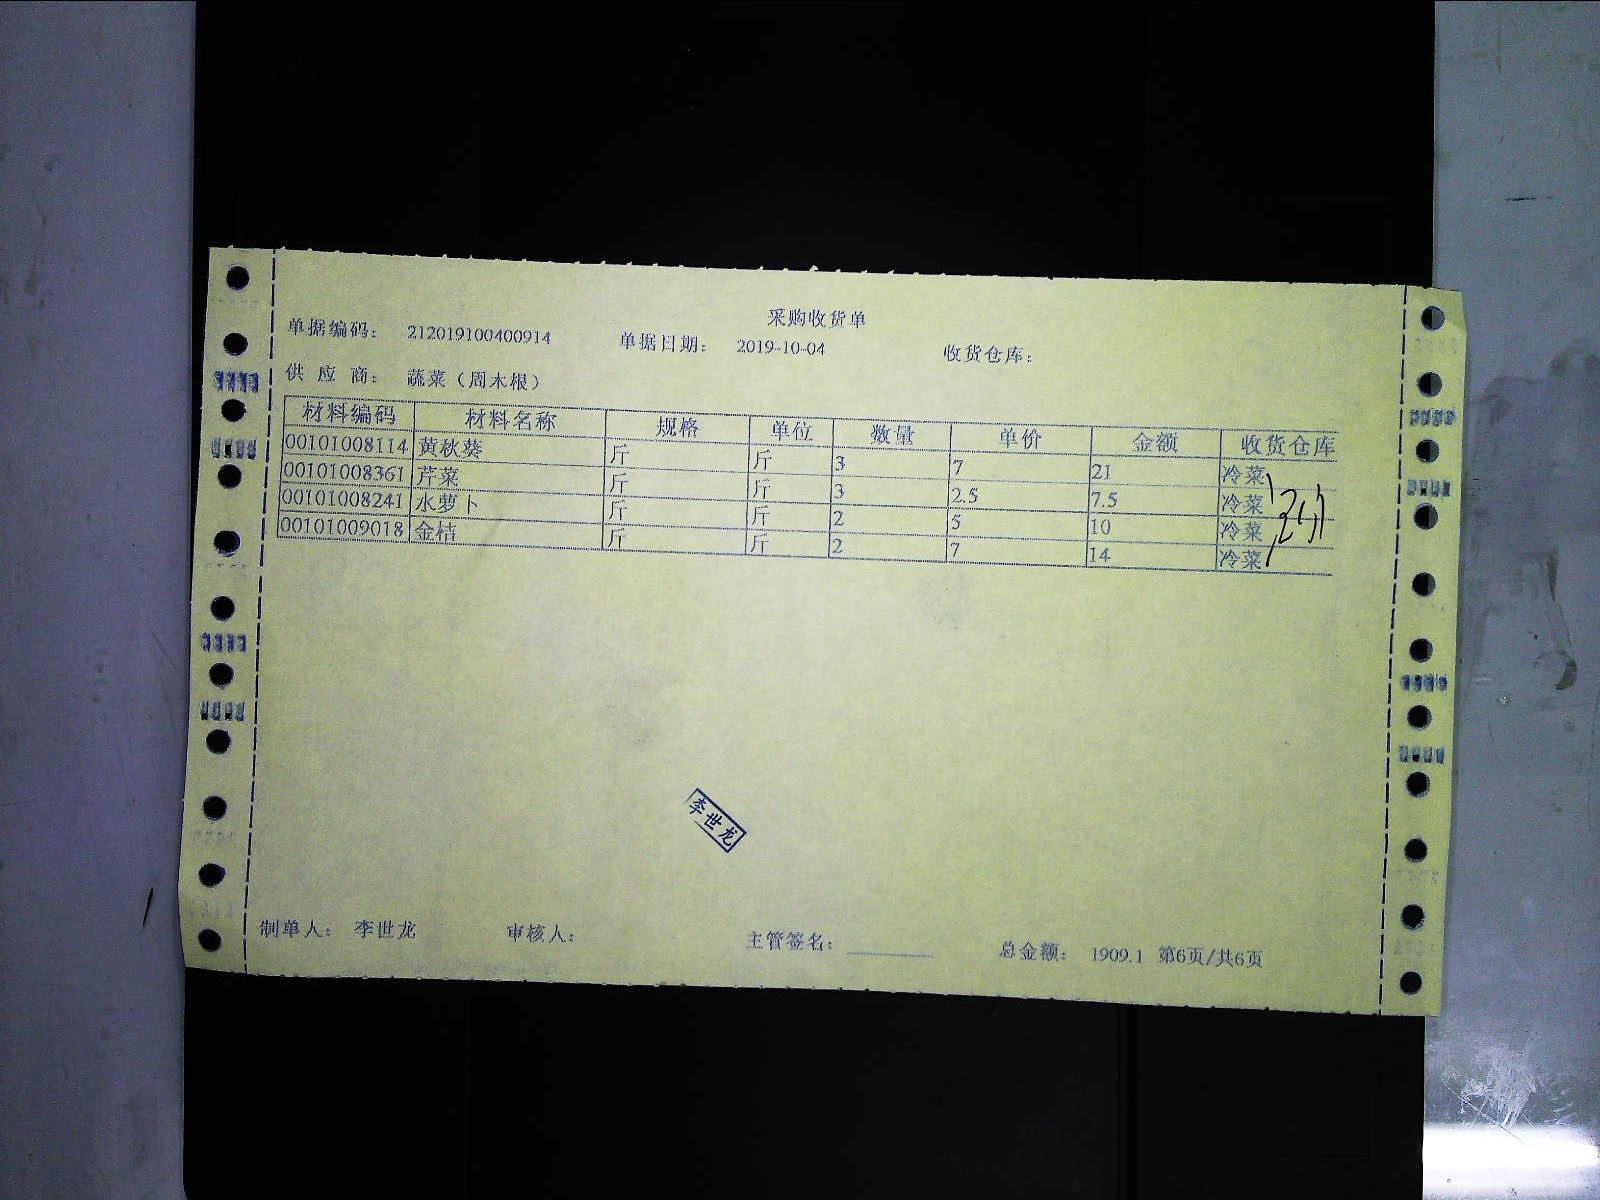 采购收货单
单据编码: 212019100400914 单据日期: 2019-10-04 收货仓库:
供 应 商: 蔬菜（周木根）
材料编码 材料名称 规格 单位 数量 单价 金额 收货仓库
00101008114 黄秋葵 斤 斤 3 7 21 冷菜
00101008361 芹菜 斤 斤 3 2.5 7.5 冷菜
00101008241 水萝卜 斤 斤 2 5 10 冷菜
00101009018 金桔 斤 斤 2 7 14 冷菜
李世龙
制单人: 李世龙 审核人: 主管签名: 总金额: 1909.1 第6页/共6页